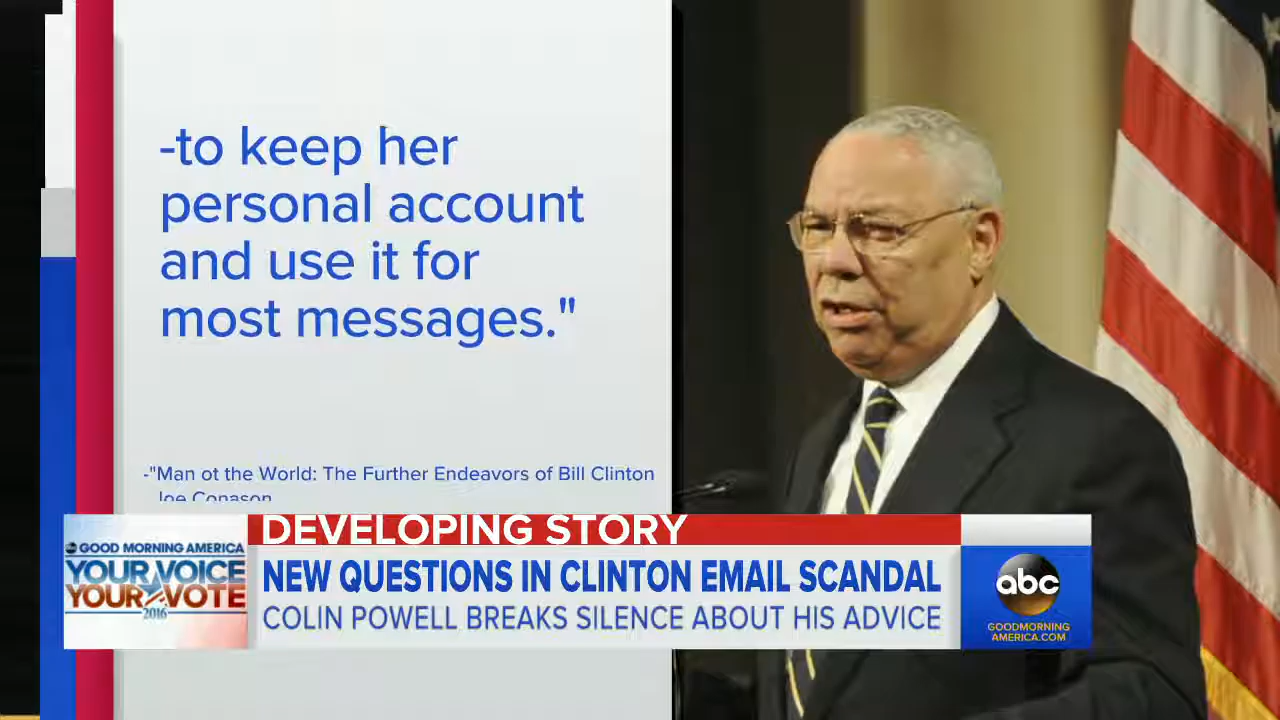 -to keep her
personal account
and use it for
most messages."
-"Man ot the World: The Further Endeavors of Bill Clinton
Joe Conason
DEVELOPING STORY
GOOD MORNING AMERICA
YOUR VOICE
YOUR VOTE
2016
NEW QUESTIONS IN CLINTON EMAIL SCANDAL
COLIN POWELL BREAKS SILENCE ABOUT HIS ADVICE
abc
GOODMORNING
AMERICA.COM